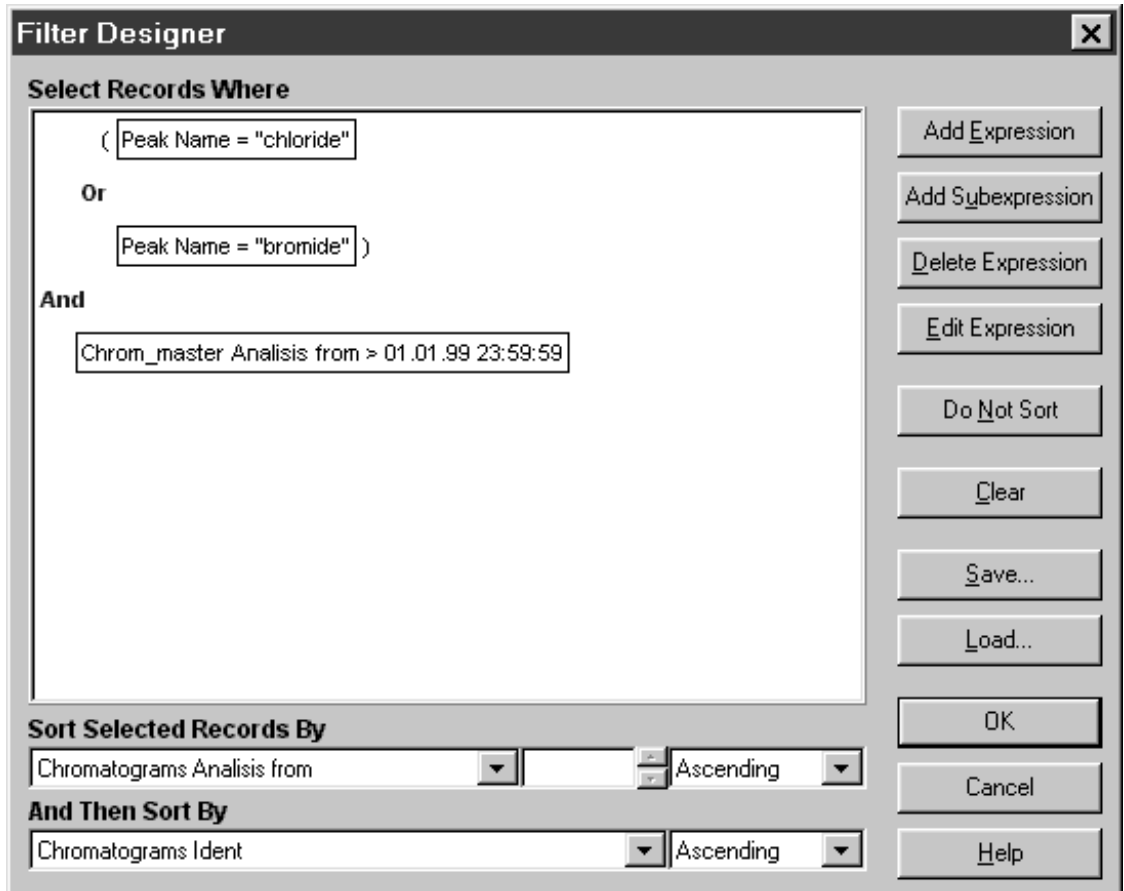 Filter Designer
Select Records Where
( Peak Name = "chloride"
Or
Peak Name = "bromide" )
And
Chrom_master Analisis from > 01.01.99 23:59:59
Add Expression
Add Subexpression
Delete Expression
Edit Expression
Do Not Sort
Clear
Save...
Load...
OK
Cancel
Help
Sort Selected Records By
Chromatograms Analisis from Ascending
And Then Sort By
Chromatograms Ident Ascending